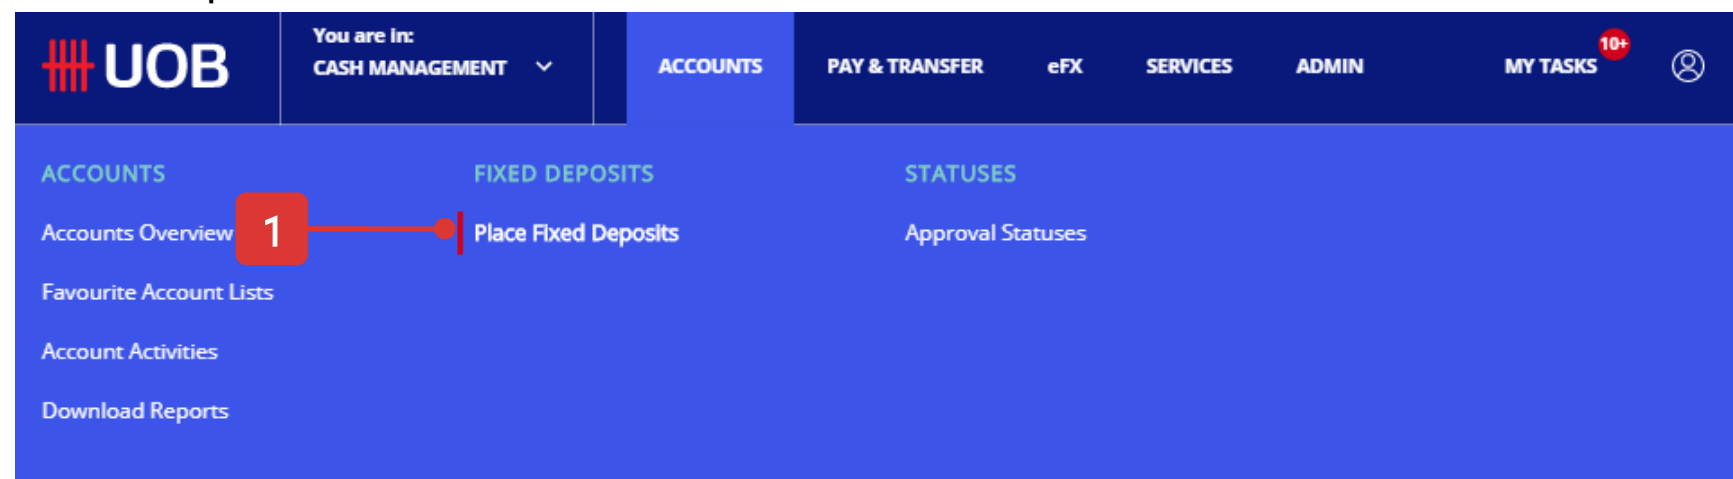 UOB
You are in:
CASH MANAGEMENT
ACCOUNTS
PAY & TRANSFER
eFX
SERVICES
ADMIN
MY TASKS
10+
ACCOUNTS
Accounts Overview
Favourite Account Lists
Account Activities
Download Reports
1
FIXED DEPOSITS
Place Fixed Deposits
STATUSES
Approval Statuses